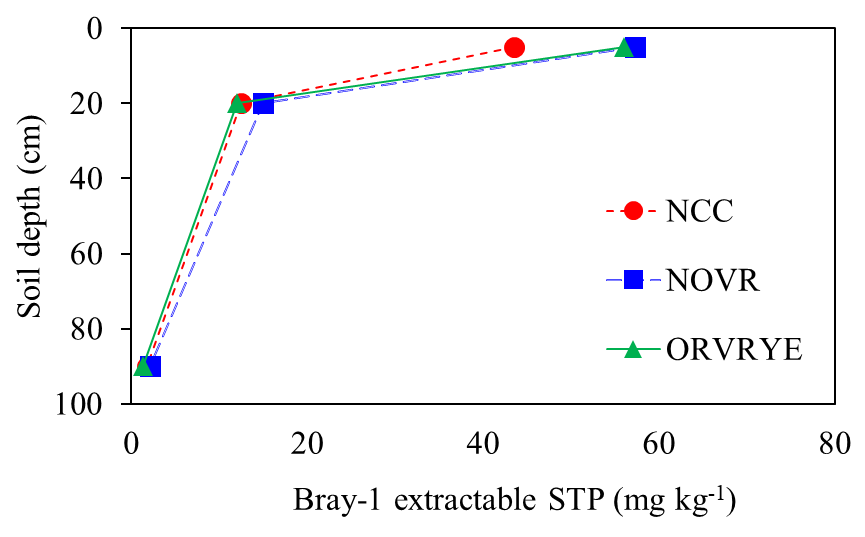 0
20
40
60
80
100
Soil depth (cm)
NCC
NOVR
ORVRYE
0 20 40 60 80
Bray-1 extractable STP (mg kg⁻¹)